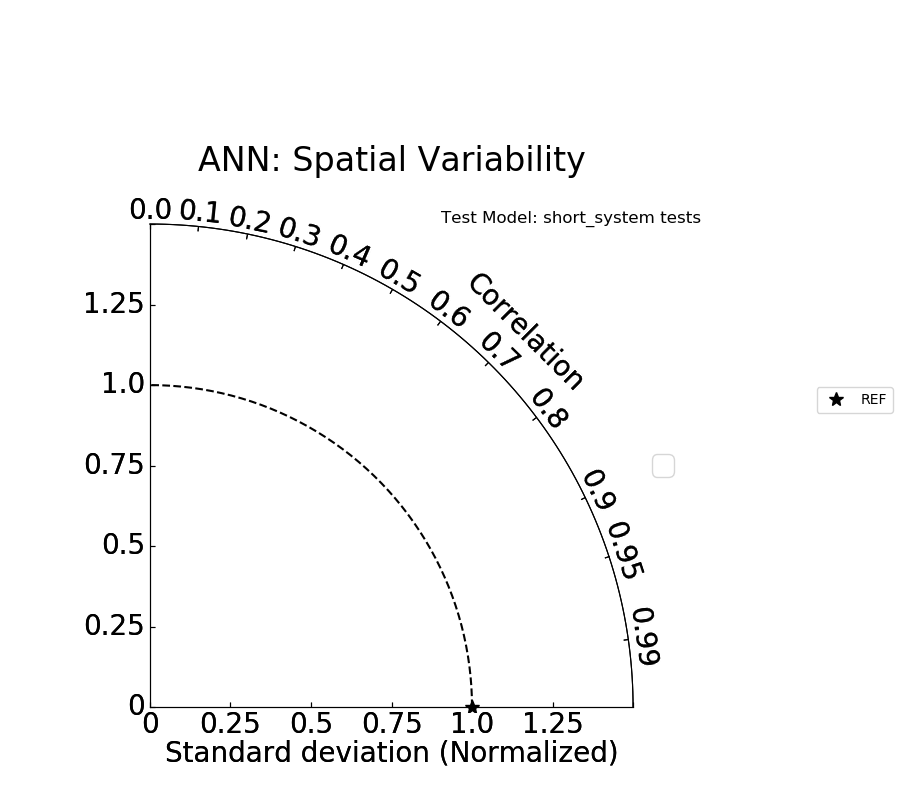 ANN: Spatial Variability
Test Model: short_system tests
0.0 0.1 0.2 0.3 0.4 0.5 0.6 0.7 0.8 0.9 0.95 0.99
Correlation
1.25
1.0
0.75
0.5
0.25
0
0 0.25 0.5 0.75 1.0 1.25
Standard deviation (Normalized)
REF